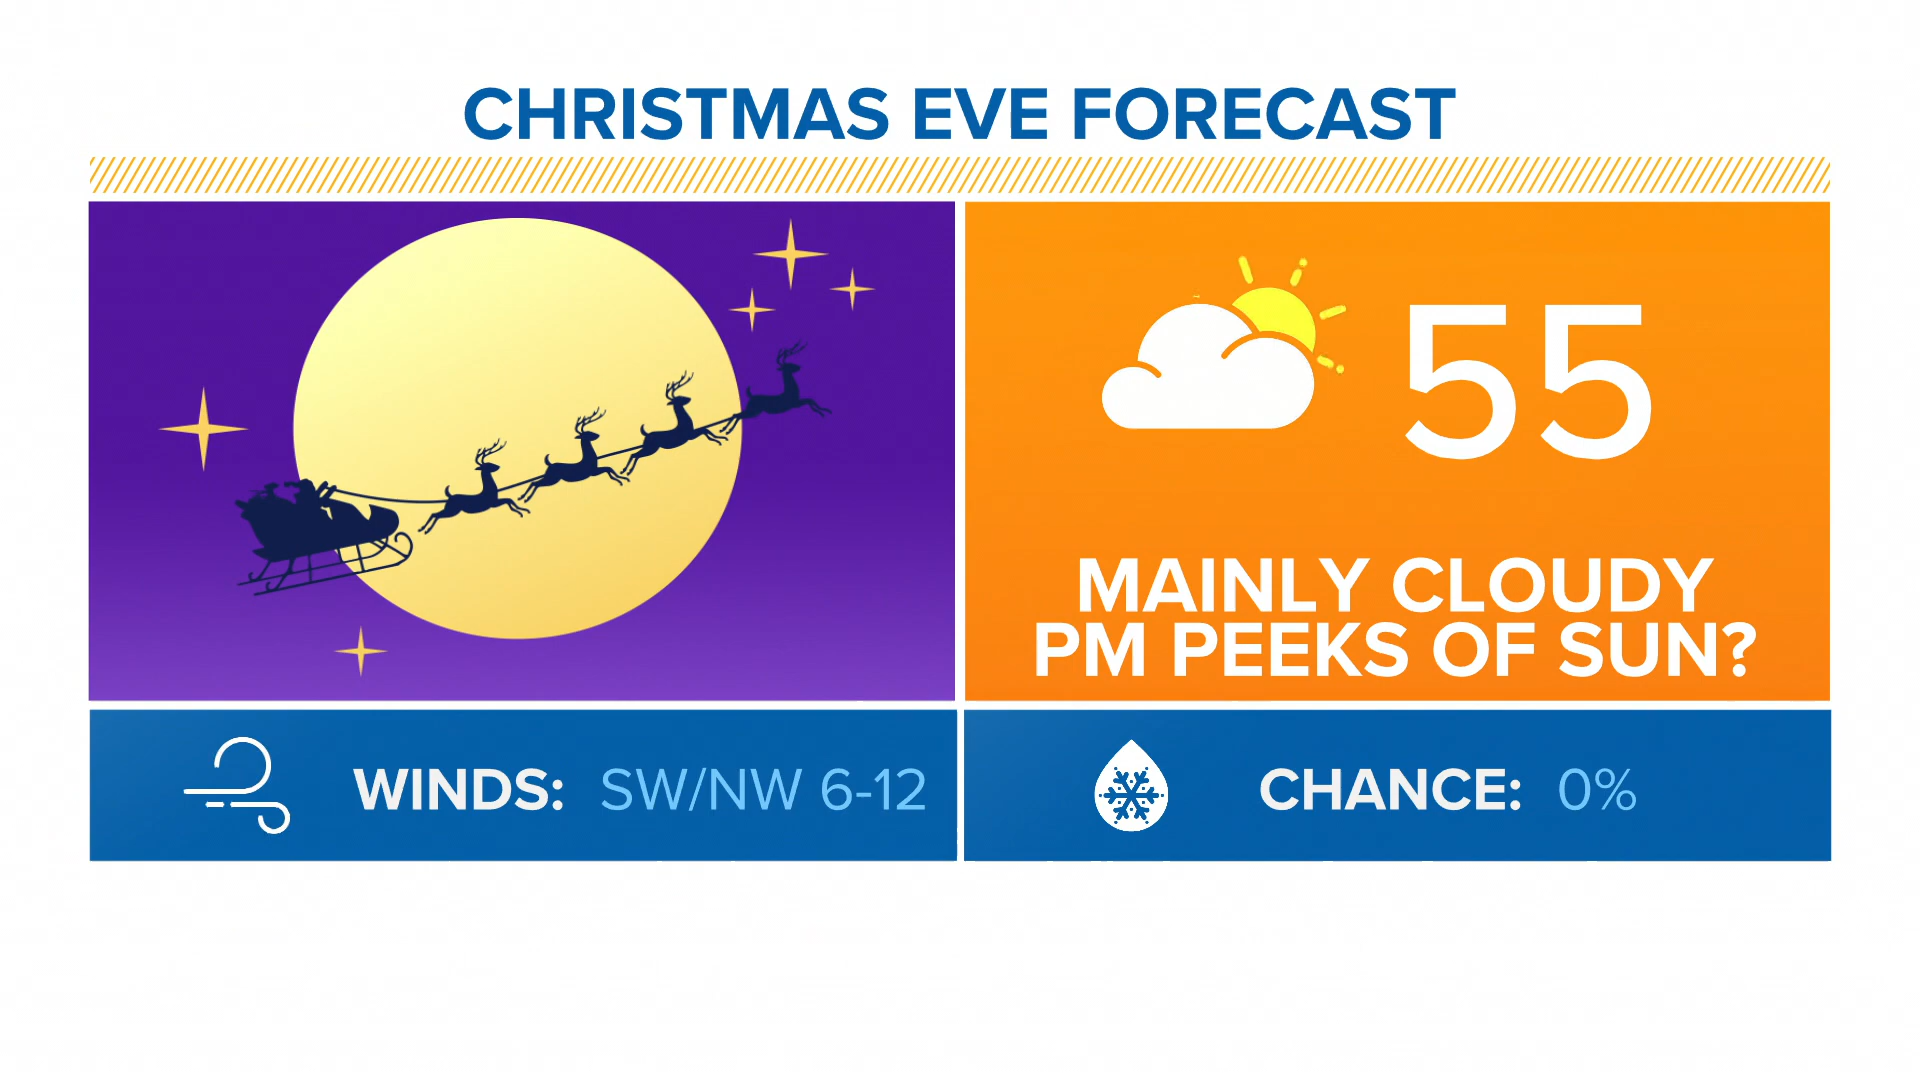 CHRISTMAS EVE FORECAST
55
MAINLY CLOUDY
PM PEEKS OF SUN?
WINDS: SW/NW 6-12
CHANCE: 0%